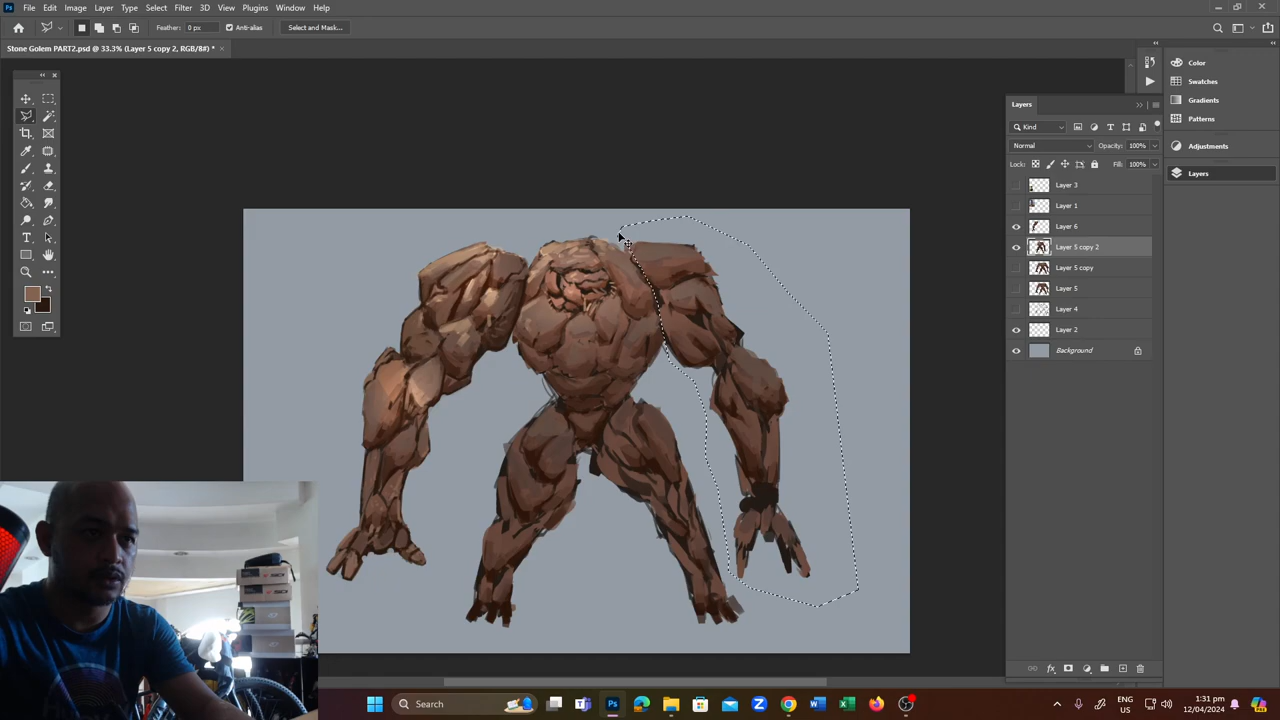 Ps File Edit Image Layer Type Select Filter 3D View Plugins Window Help
Feather: 0 px Anti-alias Select and Mask...
Stone Golem PART2.psd @ 33.3% (Layer 5 copy 2, RGB/8#) *
Color
Swatches
Gradients
Patterns
Adjustments
Layers
Layers
Kind
Normal Opacity: 100%
Lock: Fill: 100%
Layer 3
Layer 1
Layer 6
Layer 5 copy 2
Layer 5 copy
Layer 5
Layer 4
Layer 2
Background
fx
Search
Ps
ENG
US
1:31 pm
12/04/2024